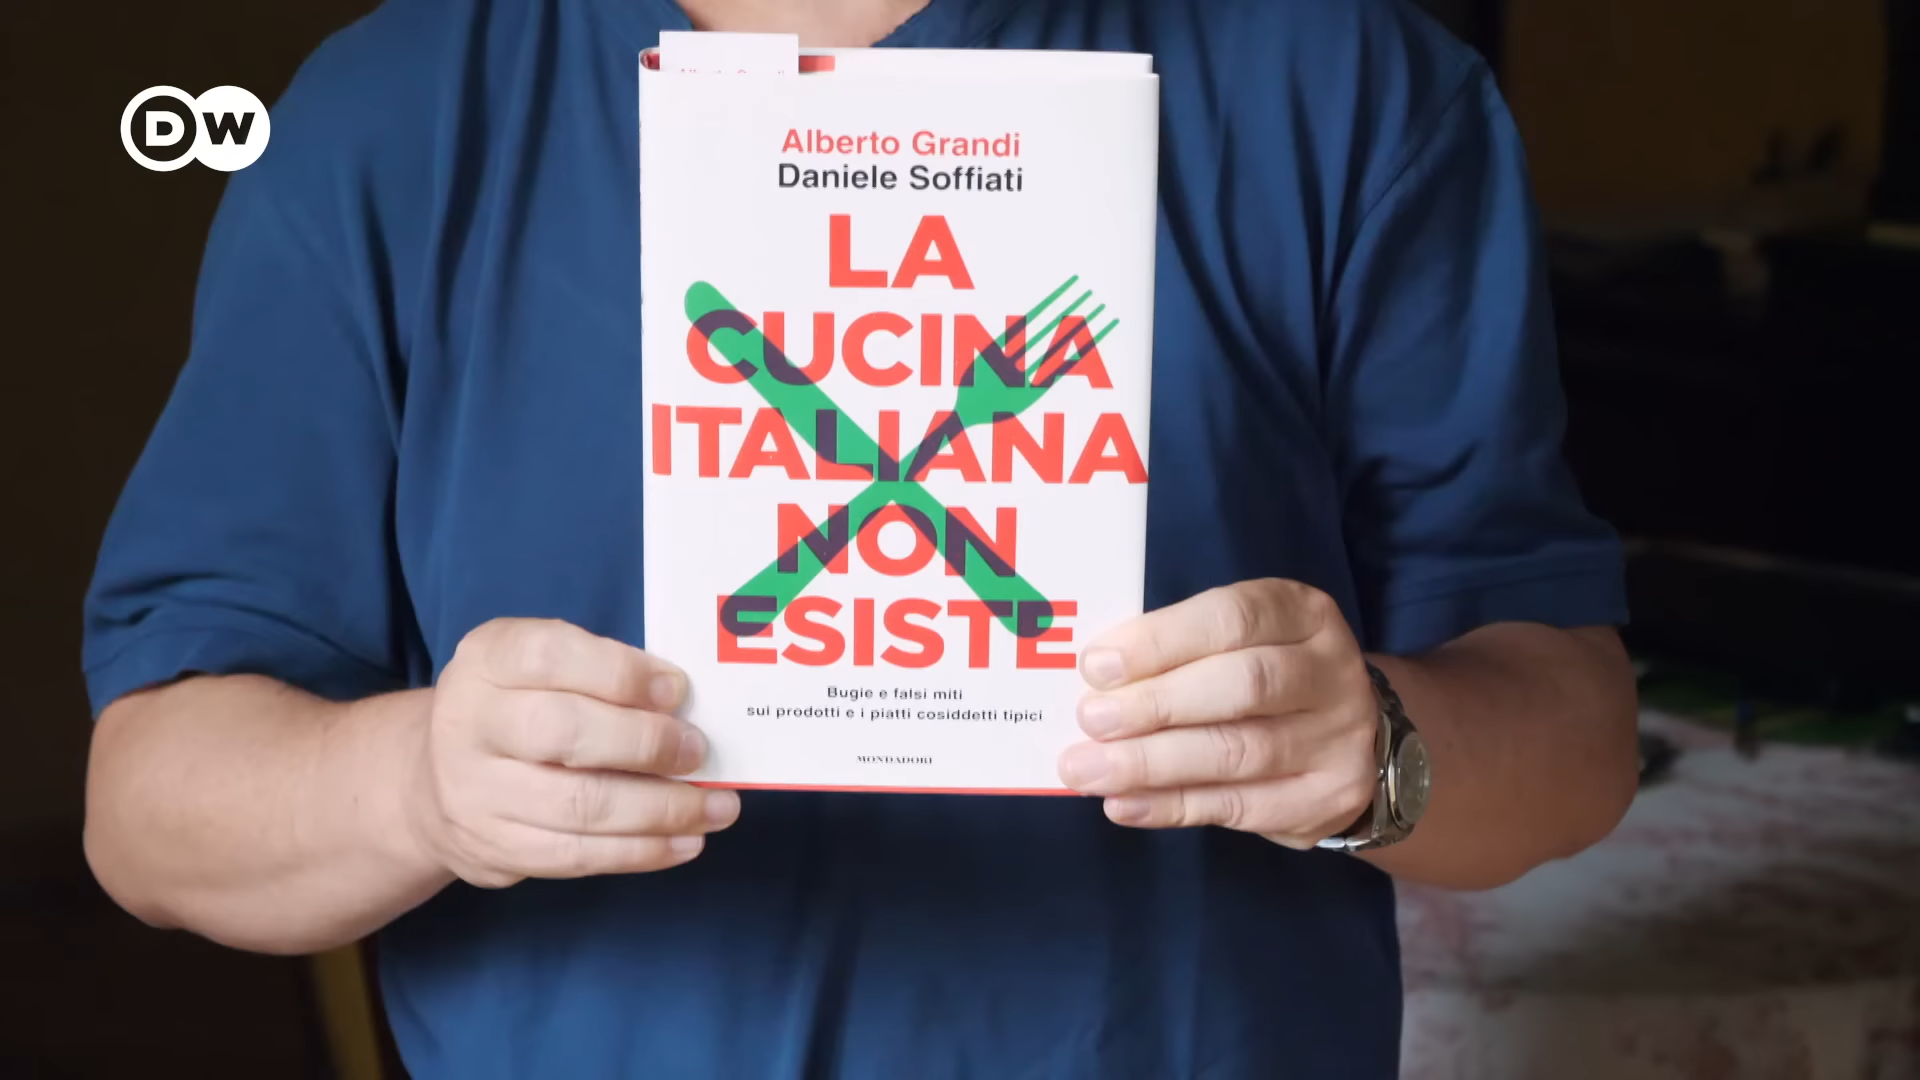 DW
Alberto Grandi
Daniele Soffiati
LA
CUCINA
ITALIANA
NON
ESISTE
Bugie e falsi miti
sui prodotti e i piatti cosiddetti tipici
MONDADORI